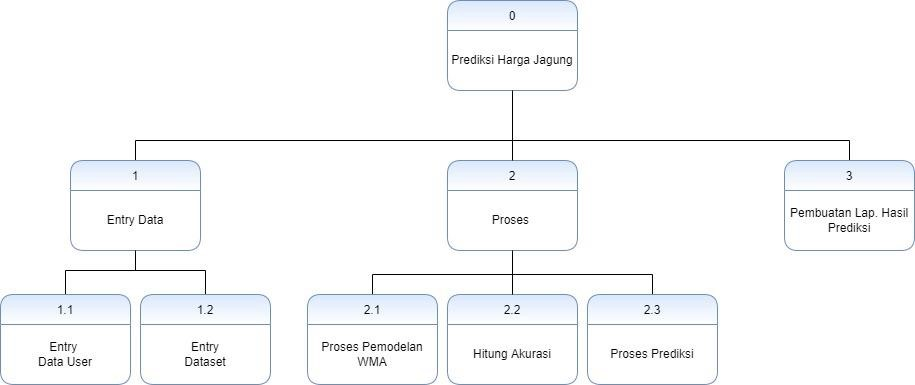 0
Prediksi Harga Jagung
1
Entry Data
2
Proses
3
Pembuatan Lap. Hasil
Prediksi
1.1
Entry
Data User
1.2
Entry
Dataset
2.1
Proses Pemodelan
WMA
2.2
Hitung Akurasi
2.3
Proses Prediksi